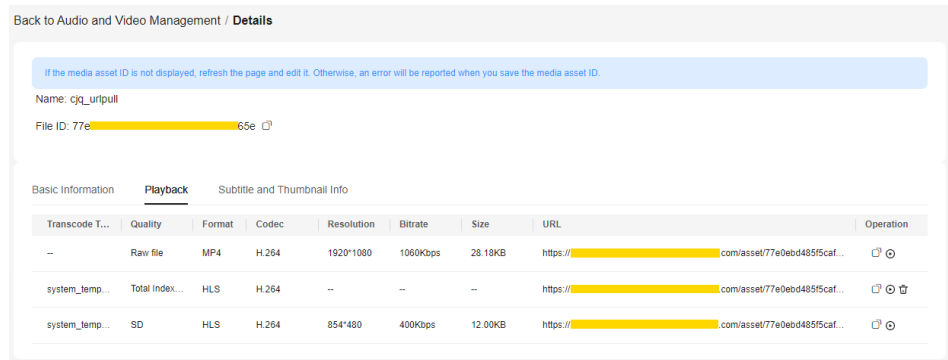 Back to Audio and Video Management / Details
If the media asset ID is not displayed, refresh the page and edit it. Otherwise, an error will be reported when you save the media asset ID.
Name: cjq_urlpull
File ID: 77e 65e
Basic Information Playback Subtitle and Thumbnail Info
Transcode T... Quality Format Codec Resolution Bitrate Size URL Operation
-- Raw file MP4 H.264 1920*1080 1060Kbps 28.18KB https:// .com/asset/77e0ebd485f5caf...
system_temp... Total Index... HLS H.264 -- -- -- https:// .com/asset/77e0ebd485f5caf...
system_temp... SD HLS H.264 854*480 400Kbps 12.00KB https:// .com/asset/77e0ebd485f5caf...